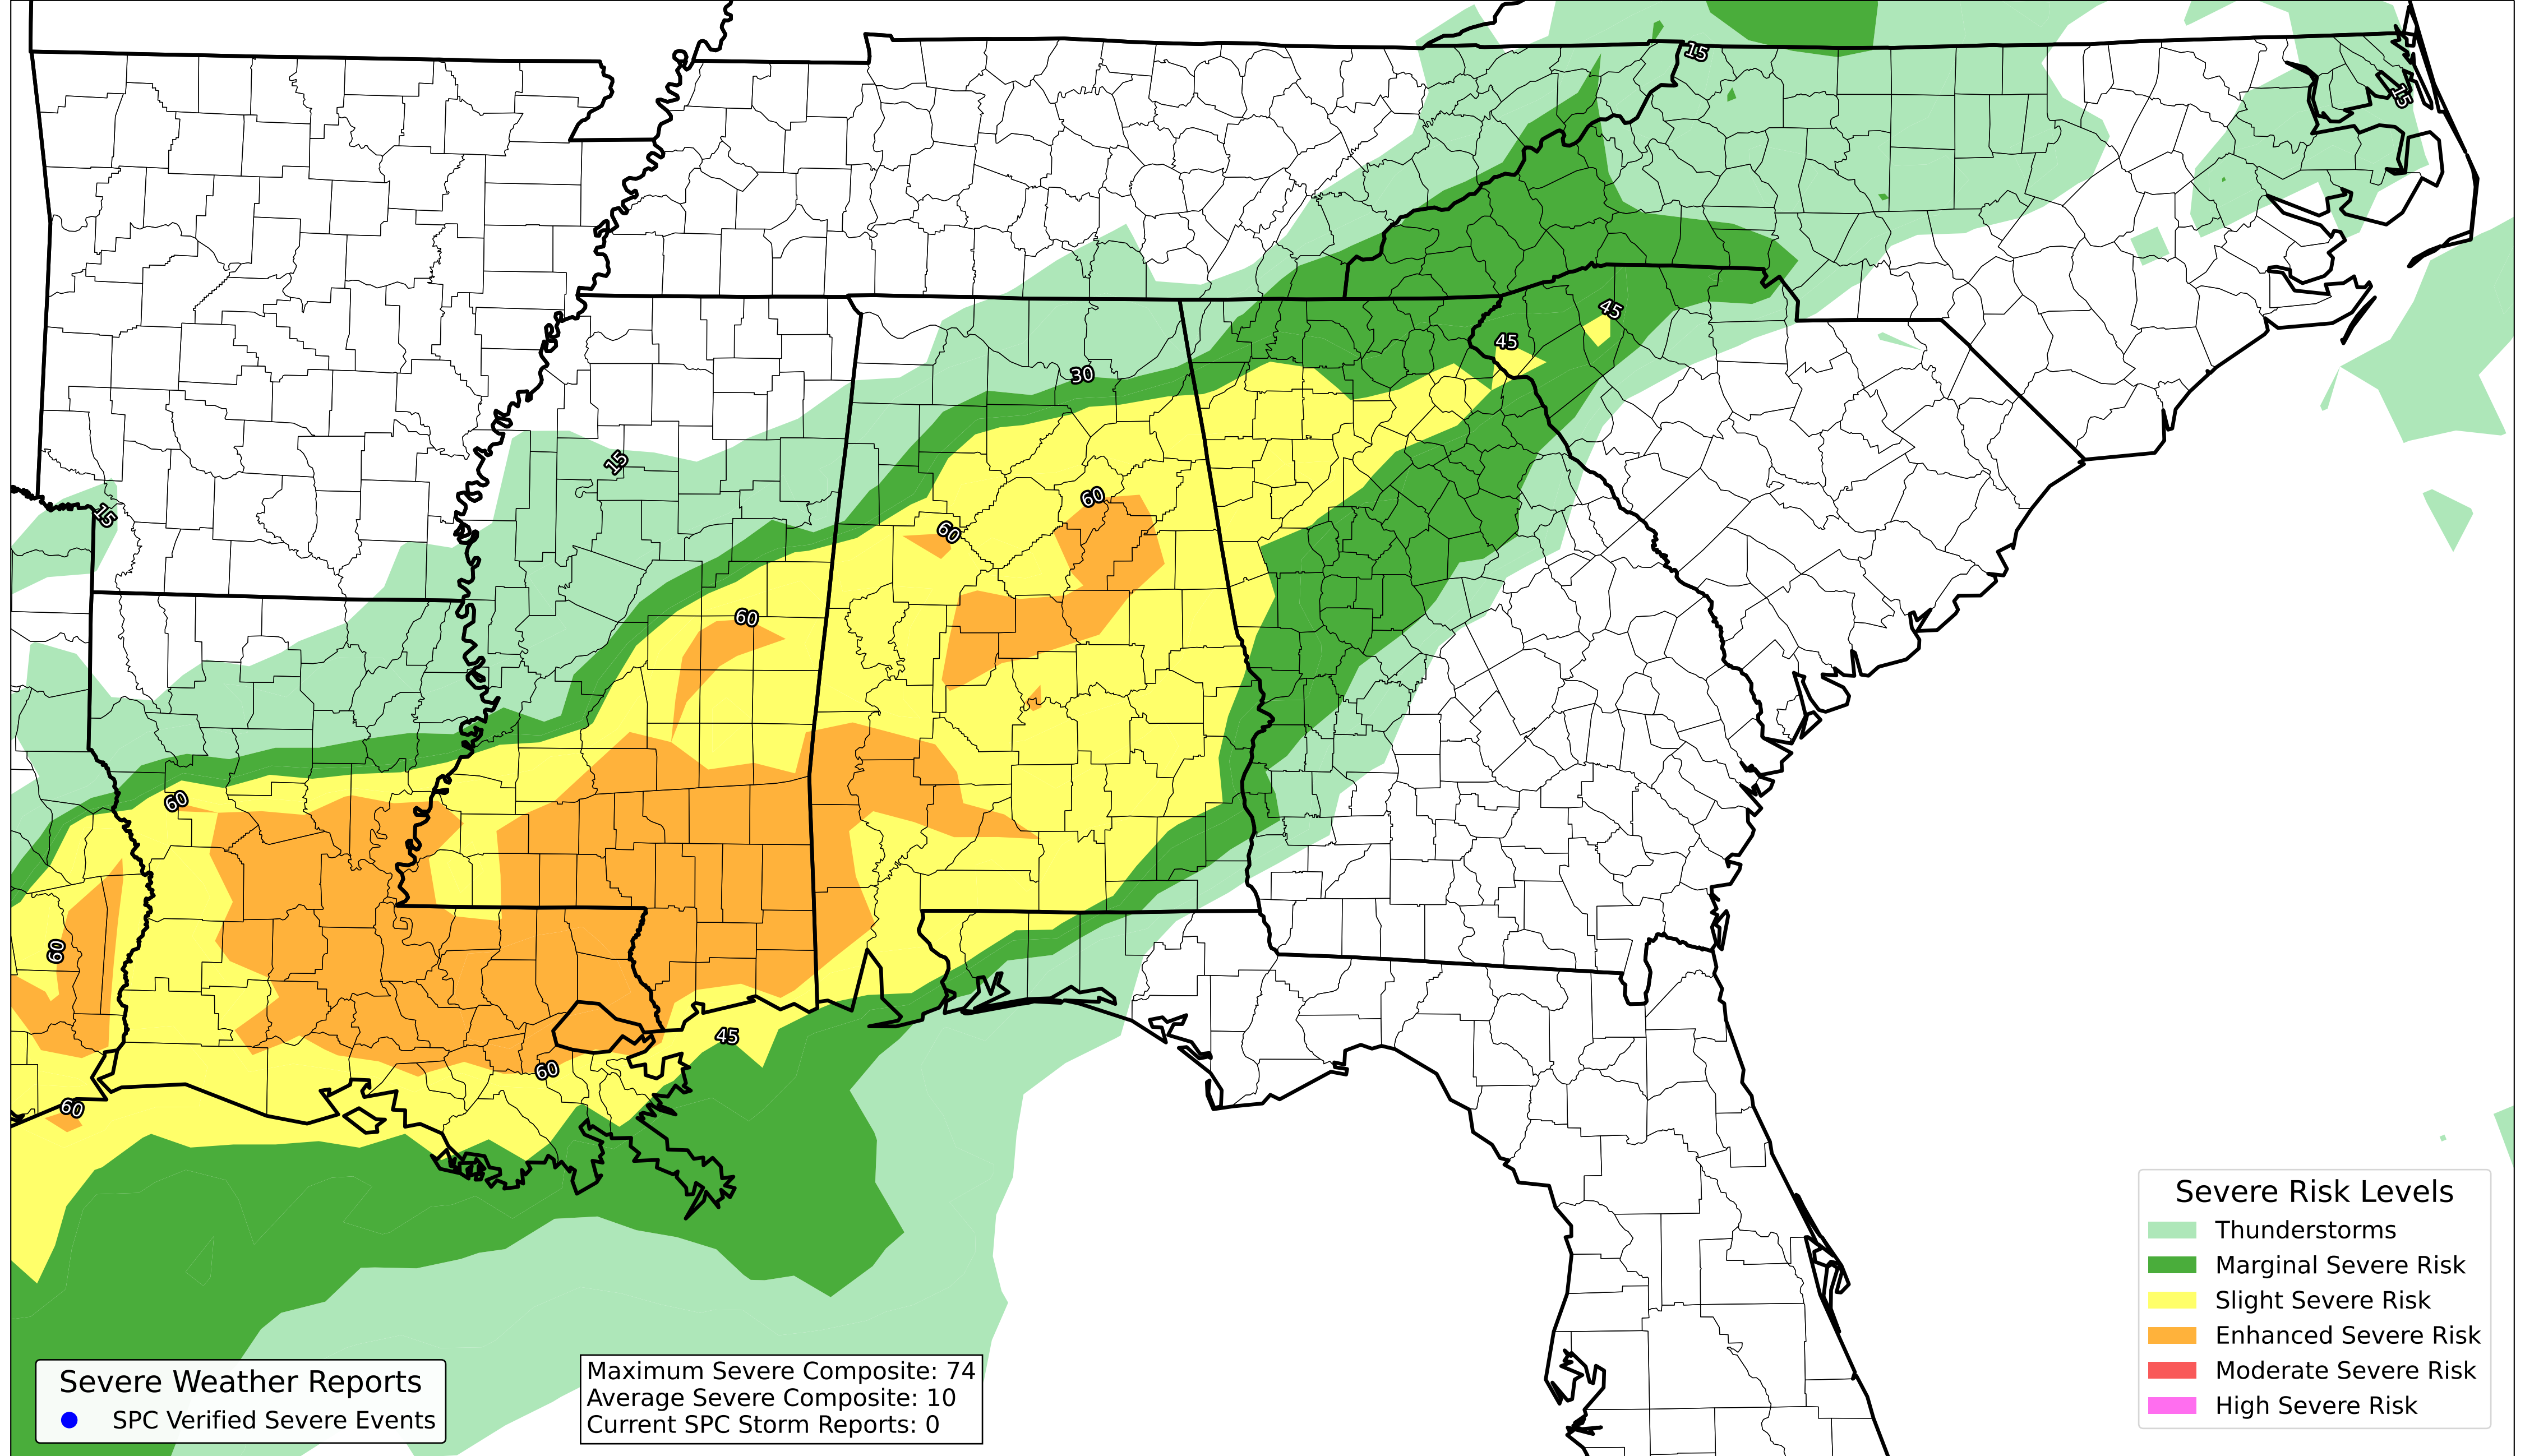 15
15
45
45
30
15
60
15
60
60
60
60
45
60
60
Severe Risk Levels
Thunderstorms
Marginal Severe Risk
Slight Severe Risk
Enhanced Severe Risk
Moderate Severe Risk
High Severe Risk
Severe Weather Reports
SPC Verified Severe Events
Maximum Severe Composite: 74
Average Severe Composite: 10
Current SPC Storm Reports: 0